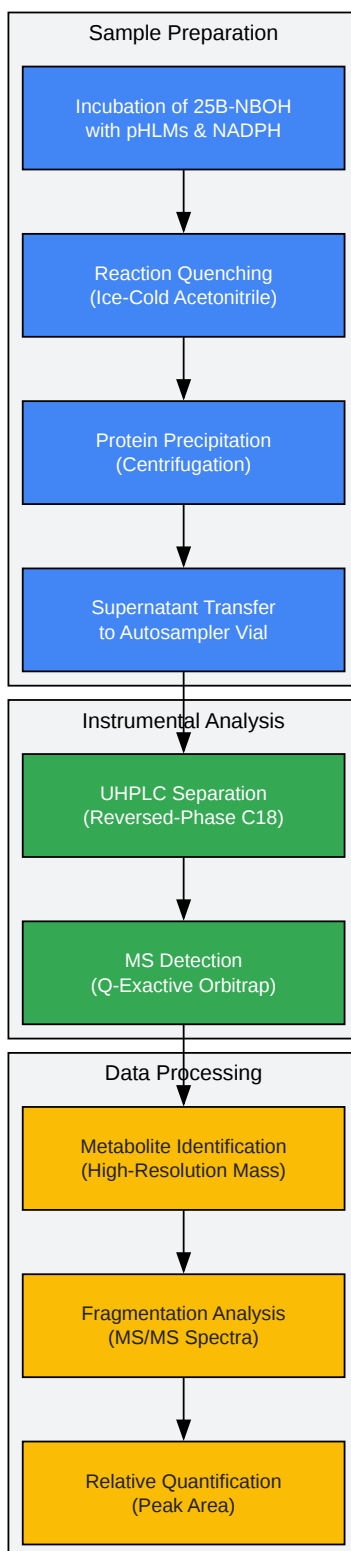 Sample Preparation
Incubation of 25B-NBOH
with pHLMs & NADPH
Reaction Quenching
(Ice-Cold Acetonitrile)
Protein Precipitation
(Centrifugation)
Supernatant Transfer
to Autosampler Vial
Instrumental Analysis
UHPLC Separation
(Reversed-Phase C18)
MS Detection
(Q-Exactive Orbitrap)
Data Processing
Metabolite Identification
(High-Resolution Mass)
Fragmentation Analysis
(MS/MS Spectra)
Relative Quantification
(Peak Area)